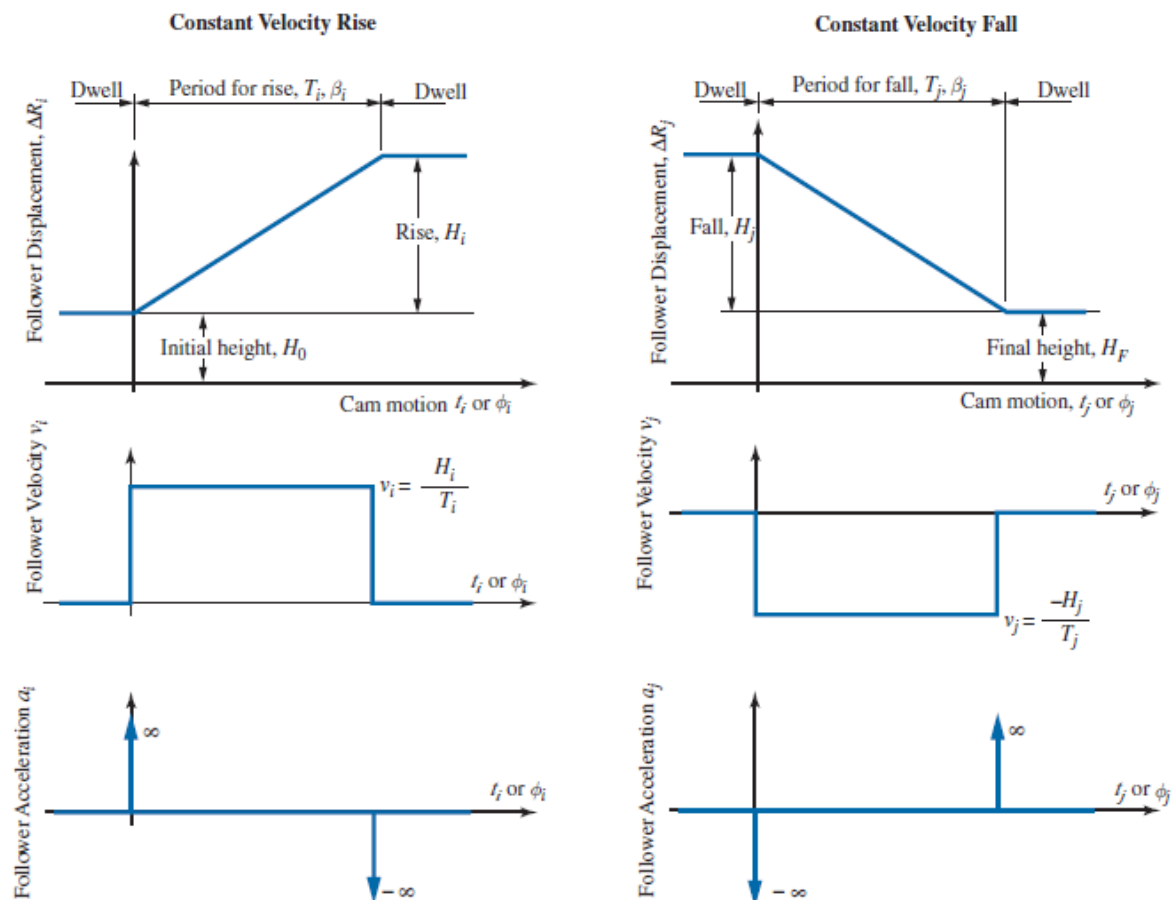 Constant Velocity Rise
Dwell
Period for rise, Tᵢ, βᵢ
Dwell
Follower Displacement, ΔRᵢ
Rise, Hᵢ
Initial height, H₀
Cam motion tᵢ or ϕᵢ
Follower Velocity vᵢ
vᵢ = Hᵢ / Tᵢ
tᵢ or ϕᵢ
Follower Acceleration aᵢ
∞
tᵢ or ϕᵢ
− ∞
Constant Velocity Fall
Dwell
Period for fall, Tⱼ, βⱼ
Dwell
Follower Displacement, ΔRⱼ
Fall, Hⱼ
Final height, H_F
Cam motion, tⱼ or ϕⱼ
Follower Velocity vⱼ
tⱼ or ϕⱼ
vⱼ = −Hⱼ / Tⱼ
Follower Acceleration aⱼ
∞
tⱼ or ϕⱼ
− ∞